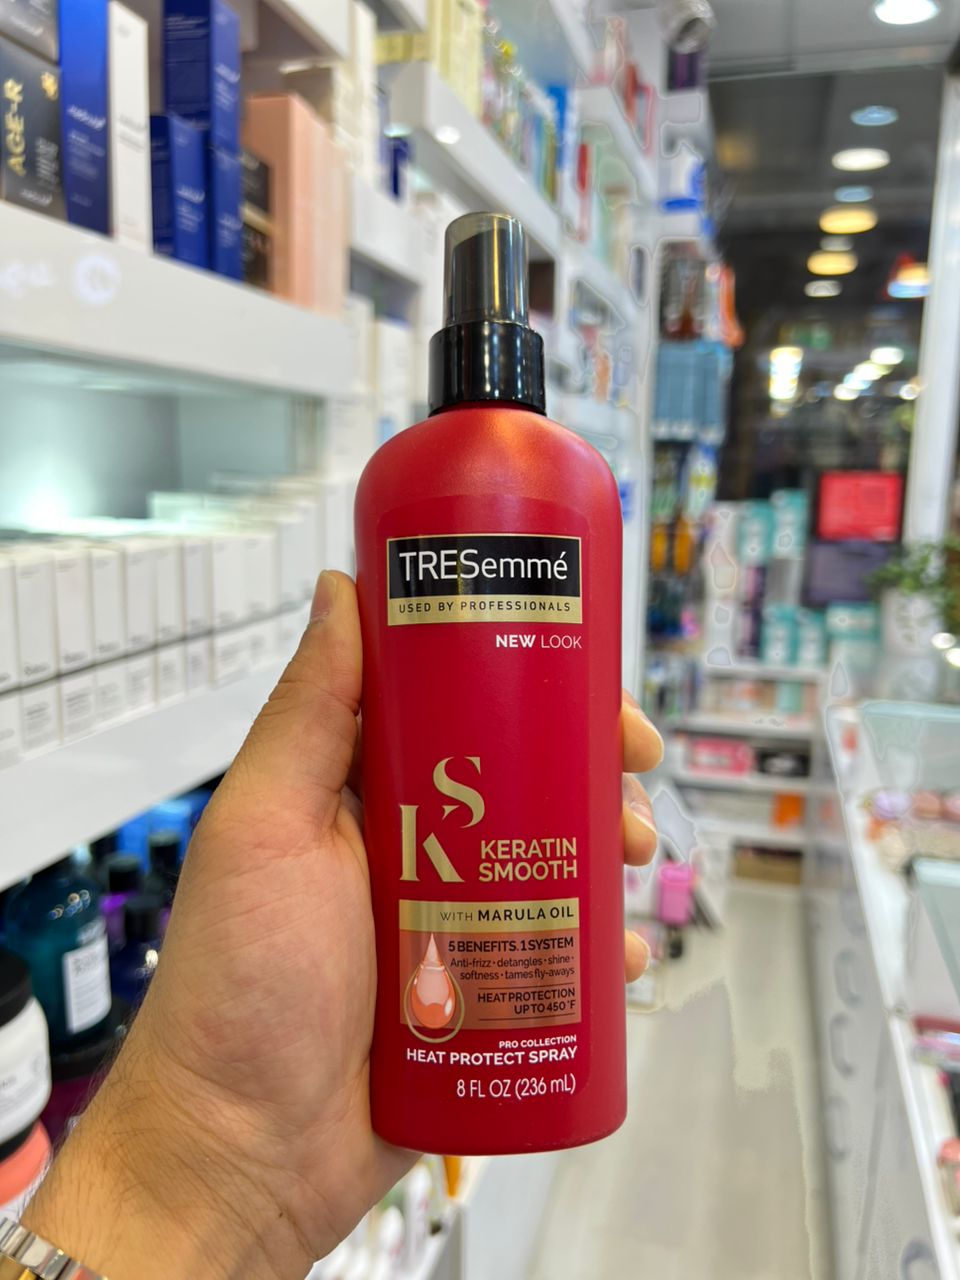 AGE-R
TRESemmé
USED BY PROFESSIONALS
NEW LOOK
KS
KERATIN
SMOOTH
WITH MARULA OIL
5 BENEFITS. 1 SYSTEM
Anti-frizz • detangles • shine •
softness • tames fly-aways
HEAT PROTECTION
UP TO 450 °F
PRO COLLECTION
HEAT PROTECT SPRAY
8 FL OZ (236 mL)